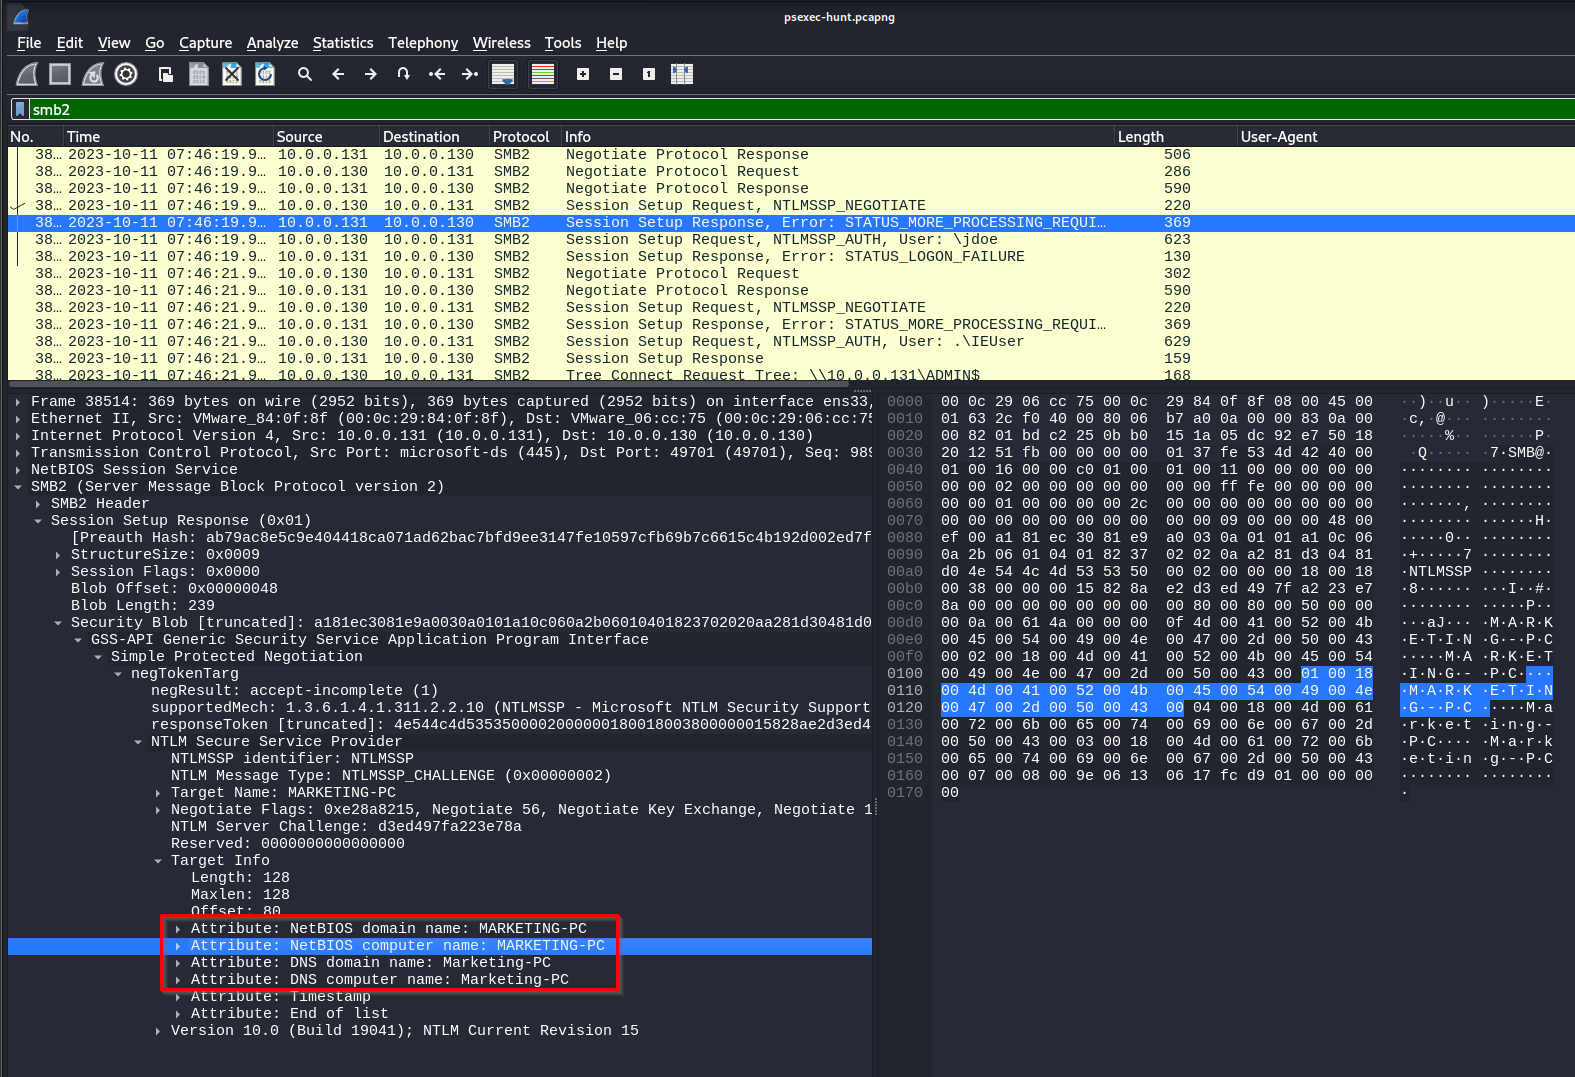 psexec-hunt.pcapng
File Edit View Go Capture Analyze Statistics Telephony Wireless Tools Help
smb2
No. Time Source Destination Protocol Info Length User-Agent
38… 2023-10-11 07:46:19.9… 10.0.0.131 10.0.0.130 SMB2 Negotiate Protocol Response 506
38… 2023-10-11 07:46:19.9… 10.0.0.130 10.0.0.131 SMB2 Negotiate Protocol Request 286
38… 2023-10-11 07:46:19.9… 10.0.0.131 10.0.0.130 SMB2 Negotiate Protocol Response 590
38… 2023-10-11 07:46:19.9… 10.0.0.130 10.0.0.131 SMB2 Session Setup Request, NTLMSSP_NEGOTIATE 220
38… 2023-10-11 07:46:19.9… 10.0.0.131 10.0.0.130 SMB2 Session Setup Response, Error: STATUS_MORE_PROCESSING_REQUI… 369
38… 2023-10-11 07:46:19.9… 10.0.0.130 10.0.0.131 SMB2 Session Setup Request, NTLMSSP_AUTH, User: \jdoe 623
38… 2023-10-11 07:46:19.9… 10.0.0.131 10.0.0.130 SMB2 Session Setup Response, Error: STATUS_LOGON_FAILURE 130
38… 2023-10-11 07:46:21.9… 10.0.0.130 10.0.0.131 SMB2 Negotiate Protocol Request 302
38… 2023-10-11 07:46:21.9… 10.0.0.131 10.0.0.130 SMB2 Negotiate Protocol Response 590
38… 2023-10-11 07:46:21.9… 10.0.0.130 10.0.0.131 SMB2 Session Setup Request, NTLMSSP_NEGOTIATE 220
38… 2023-10-11 07:46:21.9… 10.0.0.131 10.0.0.130 SMB2 Session Setup Response, Error: STATUS_MORE_PROCESSING_REQUI… 369
38… 2023-10-11 07:46:21.9… 10.0.0.130 10.0.0.131 SMB2 Session Setup Request, NTLMSSP_AUTH, User: .\IEUser 629
38… 2023-10-11 07:46:21.9… 10.0.0.131 10.0.0.130 SMB2 Session Setup Response 159
38… 2023-10-11 07:46:21.9… 10.0.0.130 10.0.0.131 SMB2 Tree Connect Request Tree: \\10.0.0.131\ADMIN$ 168
Frame 38514: 369 bytes on wire (2952 bits), 369 bytes captured (2952 bits) on interface ens33,
Ethernet II, Src: VMware_84:0f:8f (00:0c:29:84:0f:8f), Dst: VMware_06:cc:75 (00:0c:29:06:cc:75)
Internet Protocol Version 4, Src: 10.0.0.131 (10.0.0.131), Dst: 10.0.0.130 (10.0.0.130)
Transmission Control Protocol, Src Port: microsoft-ds (445), Dst Port: 49701 (49701), Seq: 989
NetBIOS Session Service
SMB2 (Server Message Block Protocol version 2)
SMB2 Header
Session Setup Response (0x01)
[Preauth Hash: ab79ac8e5c9e404418ca071ad62bac7bfd9ee3147fe10597cfb69b7c6615c4b192d002ed7f
StructureSize: 0x0009
Session Flags: 0x0000
Blob Offset: 0x00000048
Blob Length: 239
Security Blob [truncated]: a181ec3081e9a0030a0101a10c060a2b06010401823702020aa281d30481d0
GSS-API Generic Security Service Application Program Interface
Simple Protected Negotiation
negTokenTarg
negResult: accept-incomplete (1)
supportedMech: 1.3.6.1.4.1.311.2.2.10 (NTLMSSP - Microsoft NTLM Security Support
responseToken [truncated]: 4e544c4d5353500002000000180018003800000015828ae2d3ed4
NTLM Secure Service Provider
NTLMSSP identifier: NTLMSSP
NTLM Message Type: NTLMSSP_CHALLENGE (0x00000002)
Target Name: MARKETING-PC
Negotiate Flags: 0xe28a8215, Negotiate 56, Negotiate Key Exchange, Negotiate 1
NTLM Server Challenge: d3ed497fa223e78a
Reserved: 0000000000000000
Target Info
Length: 128
Maxlen: 128
Offset: 80
Attribute: NetBIOS domain name: MARKETING-PC
Attribute: NetBIOS computer name: MARKETING-PC
Attribute: DNS domain name: Marketing-PC
Attribute: DNS computer name: Marketing-PC
Attribute: Timestamp
Attribute: End of list
Version 10.0 (Build 19041); NTLM Current Revision 15
0000 00 0c 29 06 cc 75 00 0c 29 84 0f 8f 08 00 45 00 ··)··u·· )·····E·
0010 01 63 2c f0 40 00 80 06 b7 a0 0a 00 00 83 0a 00 ·c,·@··· ········
0020 00 82 01 bd c2 25 0b b0 15 1a 05 dc 92 e7 50 18 ·····%·· ······P·
0030 20 12 51 fb 00 00 00 00 01 37 fe 53 4d 42 40 00 ·Q····· ·7·SMB@·
0040 01 00 16 00 00 c0 01 00 01 00 11 00 00 00 00 00 ········ ········
0050 00 00 02 00 00 00 00 00 00 00 ff fe 00 00 00 00 ········ ········
0060 00 00 01 00 00 00 2c 00 00 00 00 00 00 00 00 00 ······,· ········
0070 00 00 00 00 00 00 00 00 00 00 09 00 00 00 48 00 ········ ······H·
0080 ef 00 a1 81 ec 30 81 e9 a0 03 0a 01 01 a1 0c 06 ·····0·· ········
0090 0a 2b 06 01 04 01 82 37 02 02 0a a2 81 d3 04 81 ·+·····7 ········
00a0 d0 4e 54 4c 4d 53 53 50 00 02 00 00 00 18 00 18 ·NTLMSSP ········
00b0 00 38 00 00 00 15 82 8a e2 d3 ed 49 7f a2 23 e7 ·8······ ···I··#·
00c0 8a 00 00 00 00 00 00 00 00 80 00 80 00 50 00 00 ········ ·····P··
00d0 00 0a 00 61 4a 00 00 00 0f 4d 00 41 00 52 00 4b ···aJ··· ·M·A·R·K
00e0 00 45 00 54 00 49 00 4e 00 47 00 2d 00 50 00 43 ·E·T·I·N ·G·-·P·C
00f0 00 02 00 18 00 4d 00 41 00 52 00 4b 00 45 00 54 ·····M·A ·R·K·E·T
0100 00 49 00 4e 00 47 00 2d 00 50 00 43 00 01 00 18 ·I·N·G·- ·P·C····
0110 00 4d 00 41 00 52 00 4b 00 45 00 54 00 49 00 4e ·M·A·R·K ·E·T·I·N
0120 00 47 00 2d 00 50 00 43 00 04 00 18 00 4d 00 61 ·G·-·P·C ·····M·a
0130 00 72 00 6b 00 65 00 74 00 69 00 6e 00 67 00 2d ·r·k·e·t ·i·n·g·-
0140 00 50 00 43 00 03 00 18 00 4d 00 61 00 72 00 6b ·P·C···· ·M·a·r·k
0150 00 65 00 74 00 69 00 6e 00 67 00 2d 00 50 00 43 ·e·t·i·n ·g·-·P·C
0160 00 07 00 08 00 9e 06 13 06 17 fc d9 01 00 00 00 ········ ········
0170 00 ·